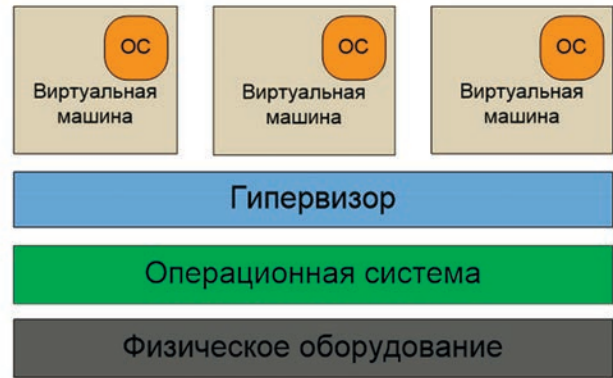 ОС ОС ОС
Виртуальная Виртуальная Виртуальная
машина машина машина
Гипервизор
Операционная система
Физическое оборудование